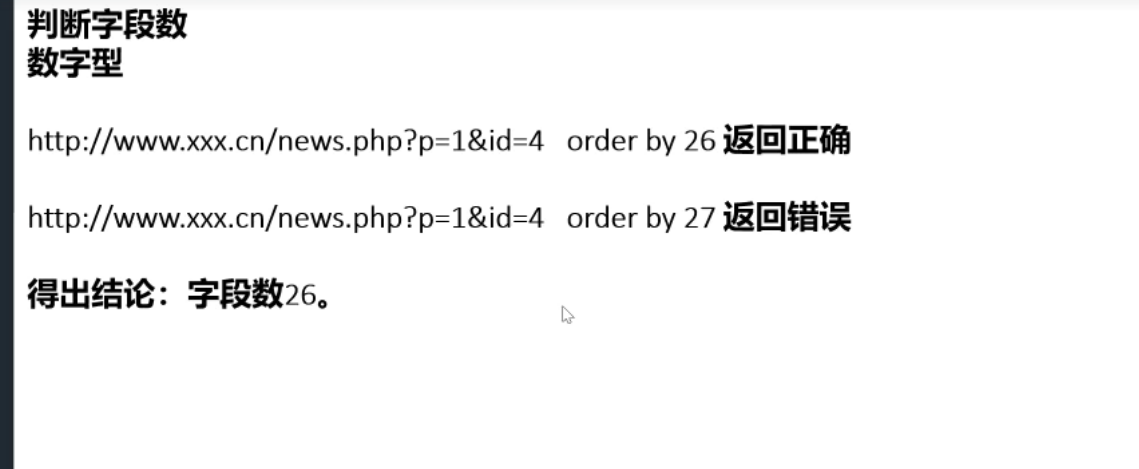 判断字段数
数字型
http://www.xxx.cn/news.php?p=1&id=4 order by 26 返回正确
http://www.xxx.cn/news.php?p=1&id=4 order by 27 返回错误
得出结论：字段数26。